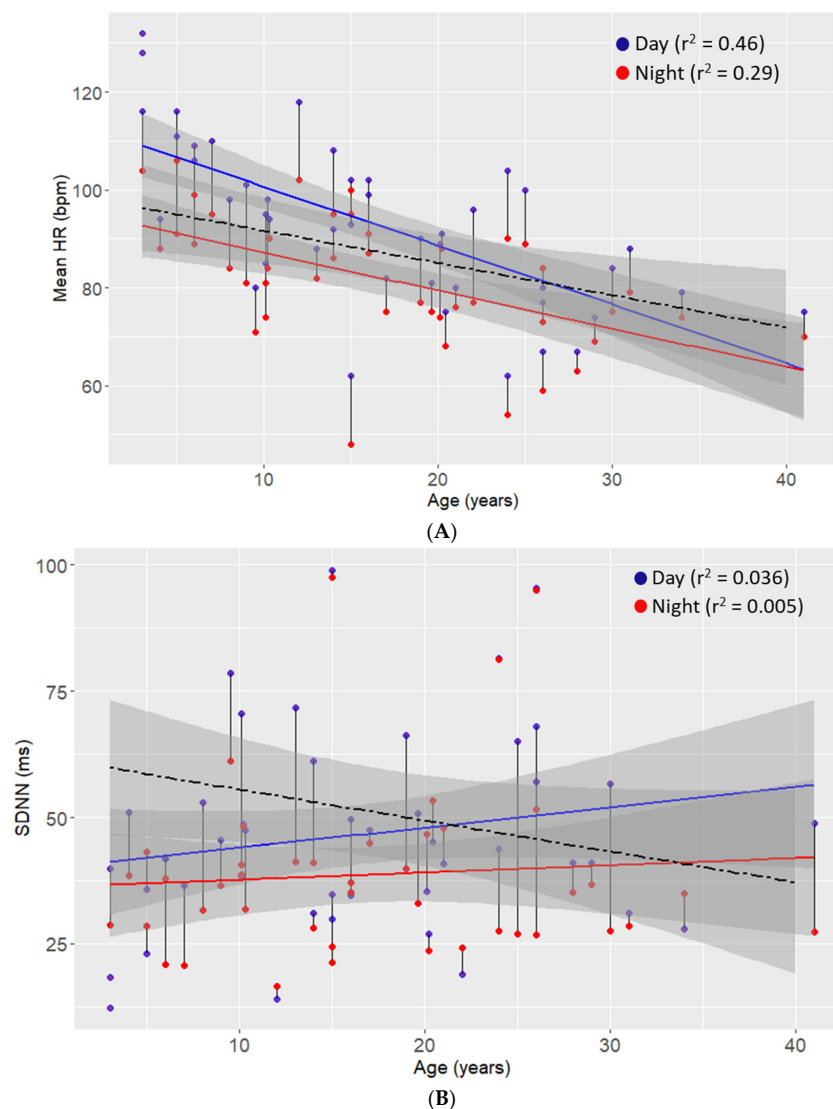 Day (r² = 0.46)
Night (r² = 0.29)
120
100
80
60
Mean HR (bpm)
10 20 30 40
Age (years)
(A)
Day (r² = 0.036)
Night (r² = 0.005)
100
75
50
25
SDNN (ms)
10 20 30 40
Age (years)
(B)